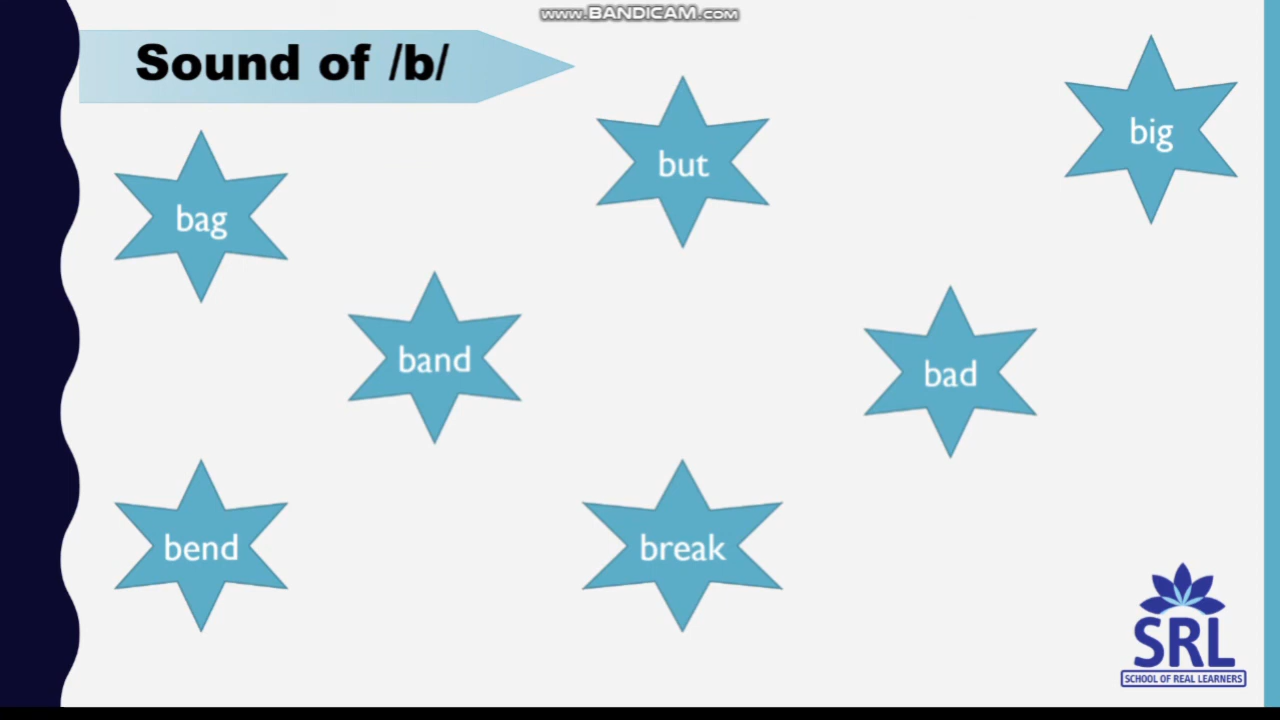 www.BANDICAM.com
Sound of /b/
but
big
bag
band
bad
bend
break
SRL
SCHOOL OF REAL LEARNERS